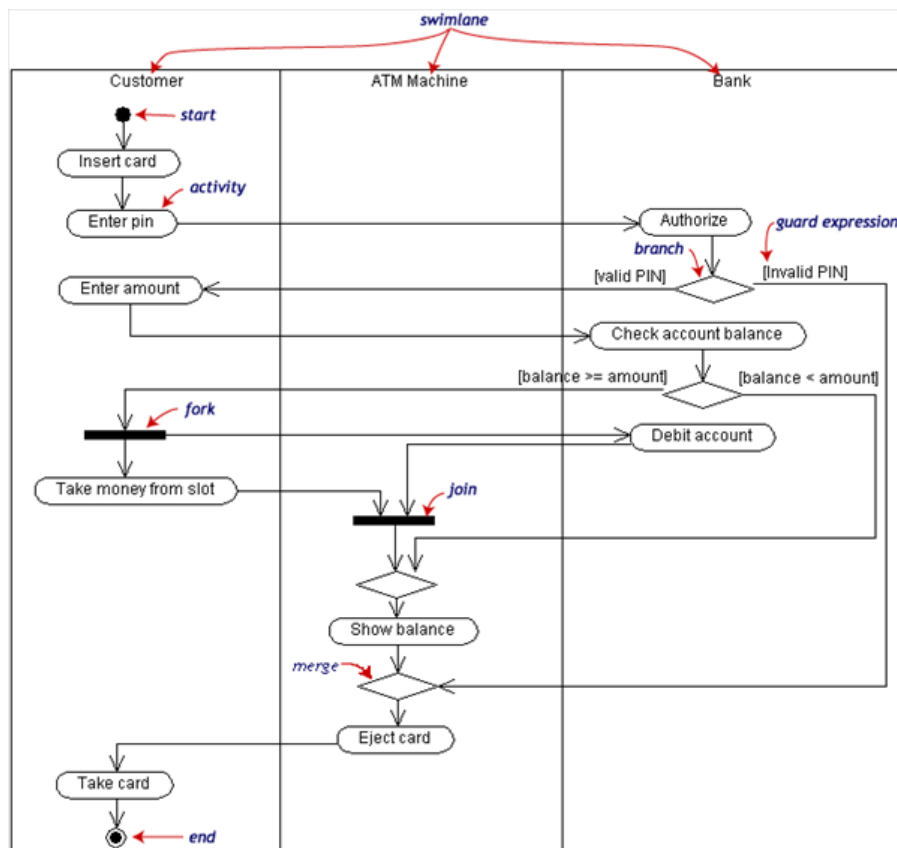 swimlane
Customer
ATM Machine
Bank
start
Insert card
activity
Enter pin
Authorize
guard expression
branch
[valid PIN]
[Invalid PIN]
Enter amount
Check account balance
[balance >= amount]
[balance < amount]
fork
Debit account
Take money from slot
join
Show balance
merge
Eject card
Take card
end